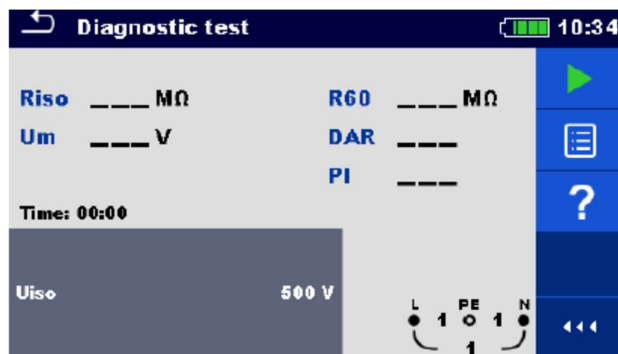 Diagnostic test 10:34
Riso ___ MΩ R60 ___ MΩ
Um ___ V DAR ___
PI ___
Time: 00:00
?
Uiso 500 V
L PE N
1 1
1